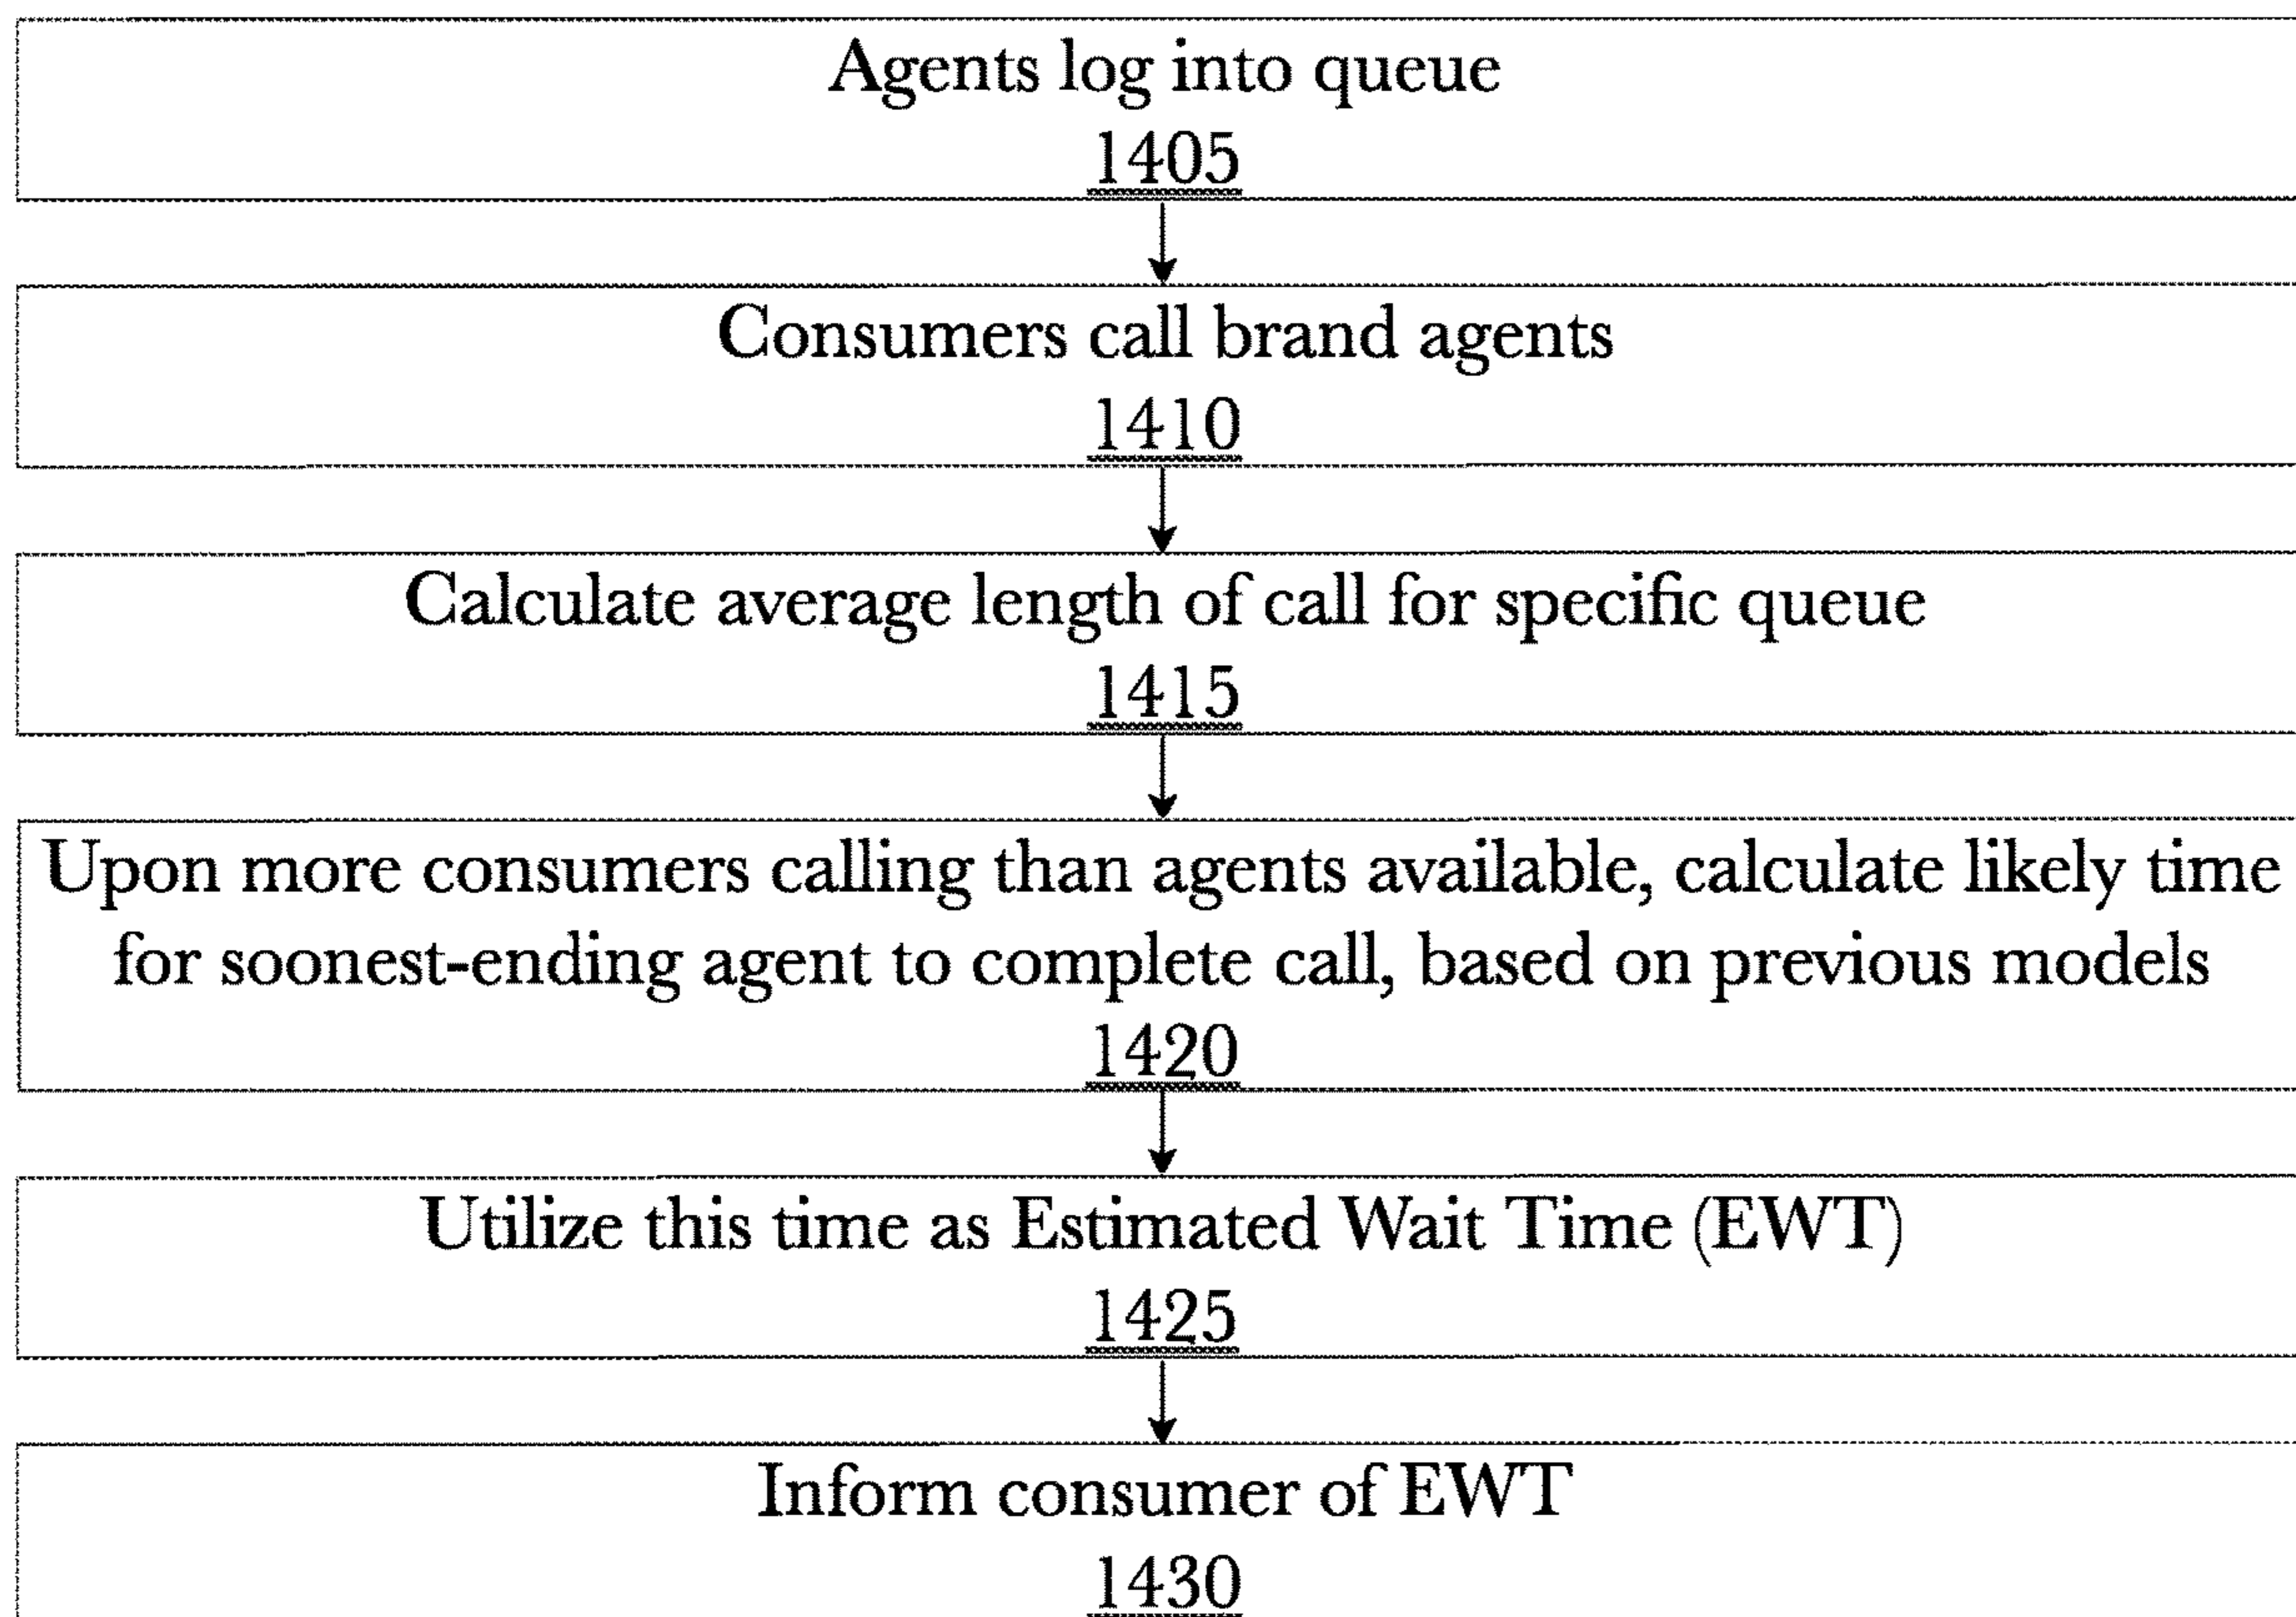 Agents log into queue
1405
Consumers call brand agents
1410
Calculate average length of call for specific queue
1415
Upon more consumers calling than agents available, calculate likely time
for soonest-ending agent to complete call, based on previous models
1420
Utilize this time as Estimated Wait Time (EWT)
1425
Inform consumer of EWT
1430